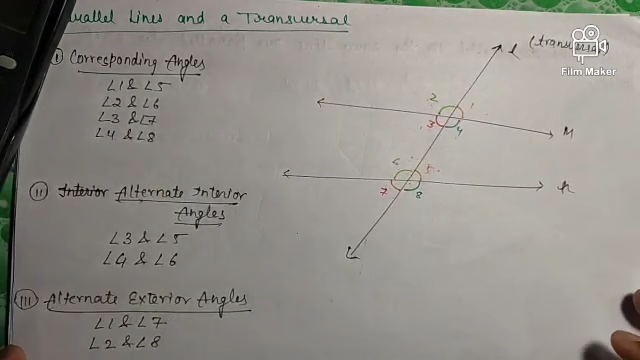 Parallel Lines and a Transversal
I Corresponding Angles
∠1 & ∠5
∠2 & ∠6
∠3 & ∠7
∠4 & ∠8
II Interior Alternate Interior
Angles
∠3 & ∠5
∠4 & ∠6
III Alternate Exterior Angles
∠1 & ∠7
∠2 & ∠8
l
2 1
3 4
M
5
7 8
Film Maker